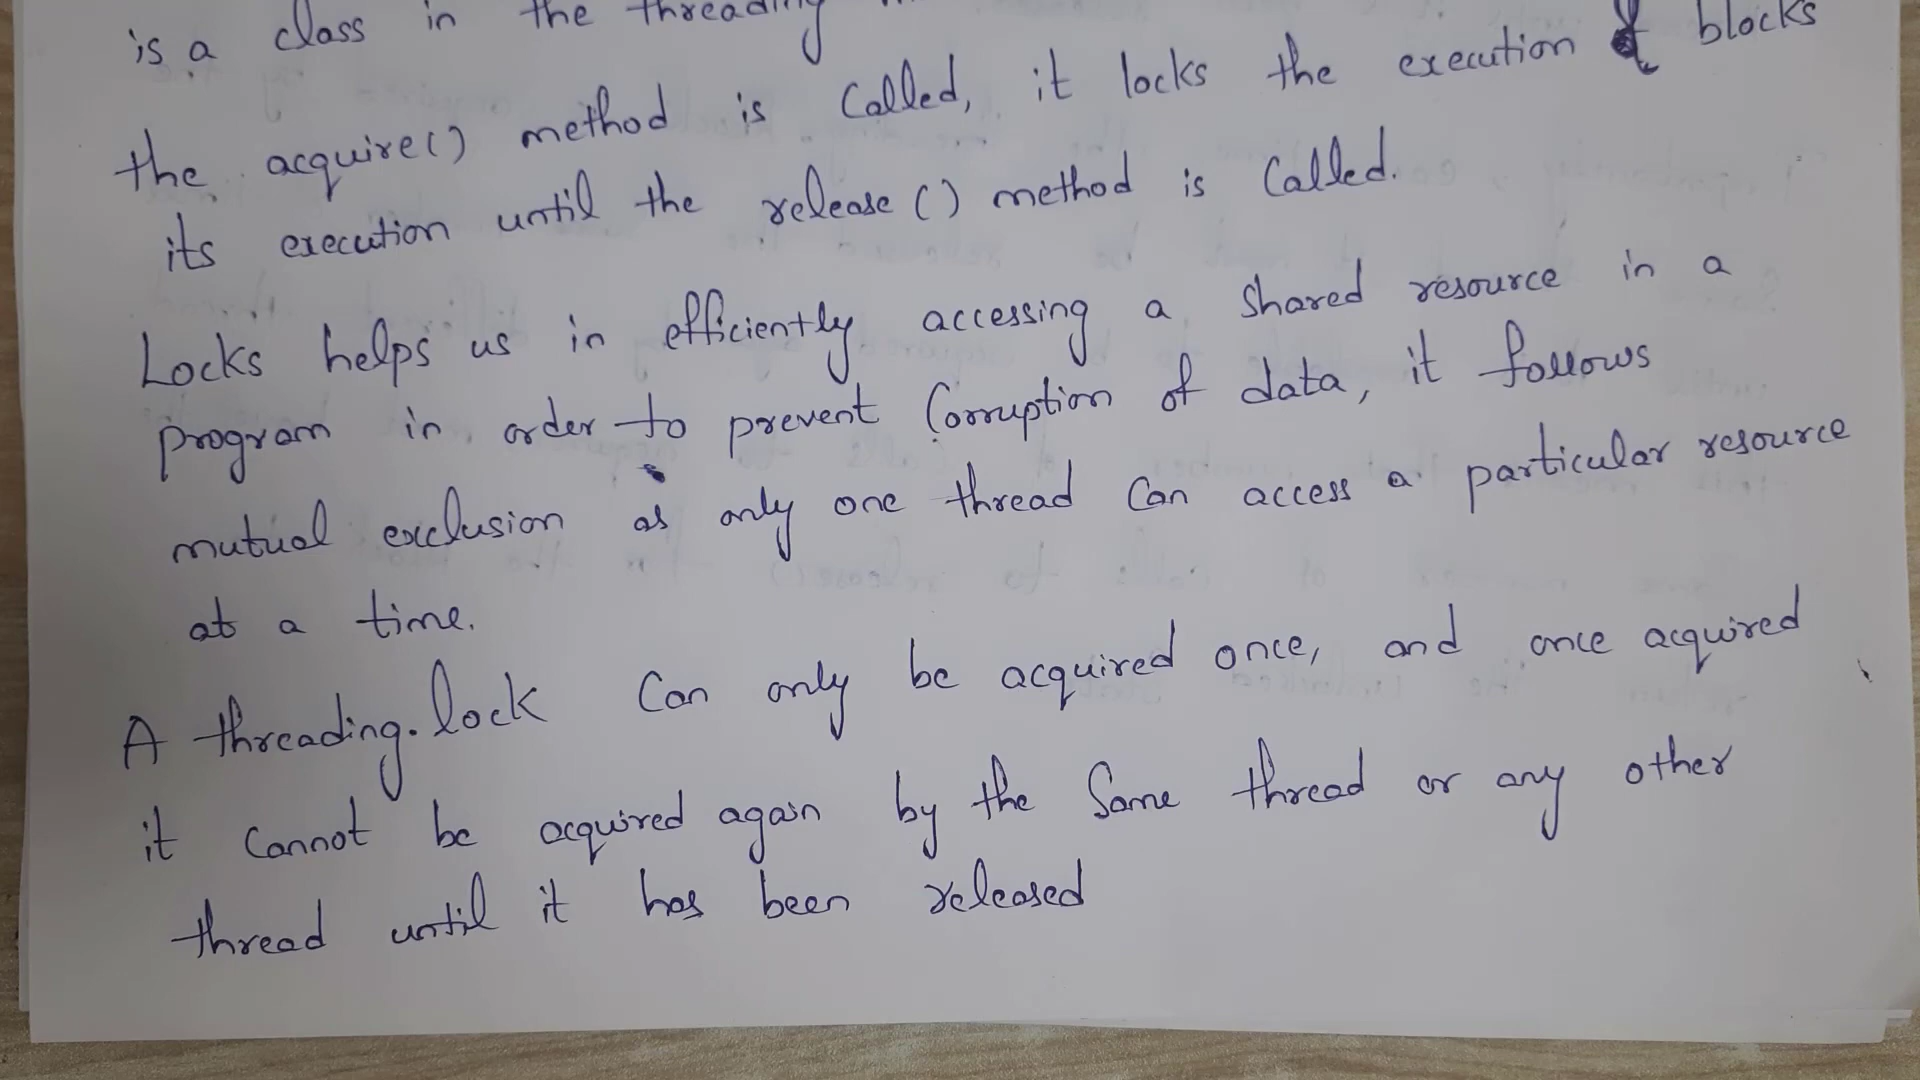 is a class in the threading
the acquire() method is called, it locks the execution & blocks
its execution until the release () method is called.
Locks helps us in efficiently accessing a shared resource in a
program in order to prevent Corruption of data, it follows
mutual exclusion as only one thread can access a particular resource
at a time.
A threading.lock can only be acquired once, and once acquired
it cannot be acquired again by the same thread or any other
thread until it has been released